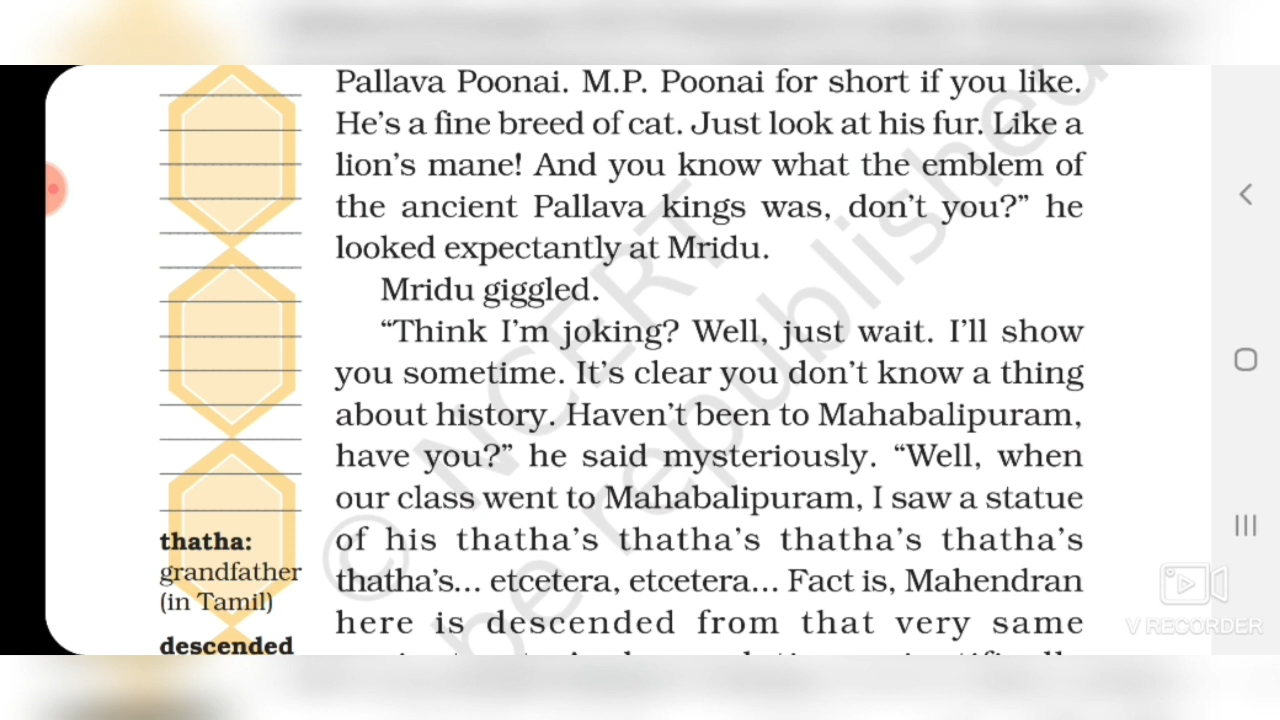 Pallava Poonai. M.P. Poonai for short if you like.
He's a fine breed of cat. Just look at his fur. Like a
lion's mane! And you know what the emblem of
the ancient Pallava kings was, don't you?” he
looked expectantly at Mridu.
Mridu giggled.
“Think I'm joking? Well, just wait. I'll show
you sometime. It's clear you don't know a thing
about history. Haven't been to Mahabalipuram,
have you?” he said mysteriously. “Well, when
our class went to Mahabalipuram, I saw a statue
of his thatha's thatha's thatha's thatha's
thatha's... etcetera, etcetera... Fact is, Mahendran
here is descended from that very same
thatha:
grandfather
(in Tamil)
descended
© NCERT
be republished
V RECORDER